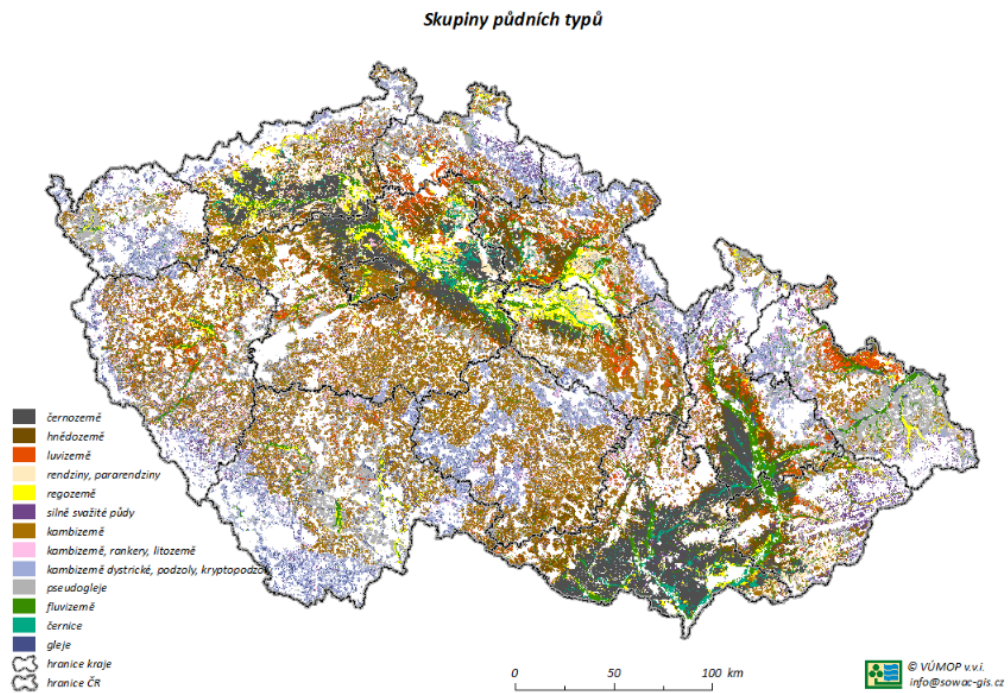 Skupiny půdních typů
černozemě
hnědozemě
luvizemě
rendziny, pararendziny
regozemě
silně svažité půdy
kambizemě
kambizemě, rankery, litozemě
kambizemě dystrické, podzoly, kryptopodzol
pseudogleje
fluvizemě
černice
gleje
hranice kraje
hranice ČR
0 50 100 km
© VÚMOP v.v.i.
info@sowac-gis.cz